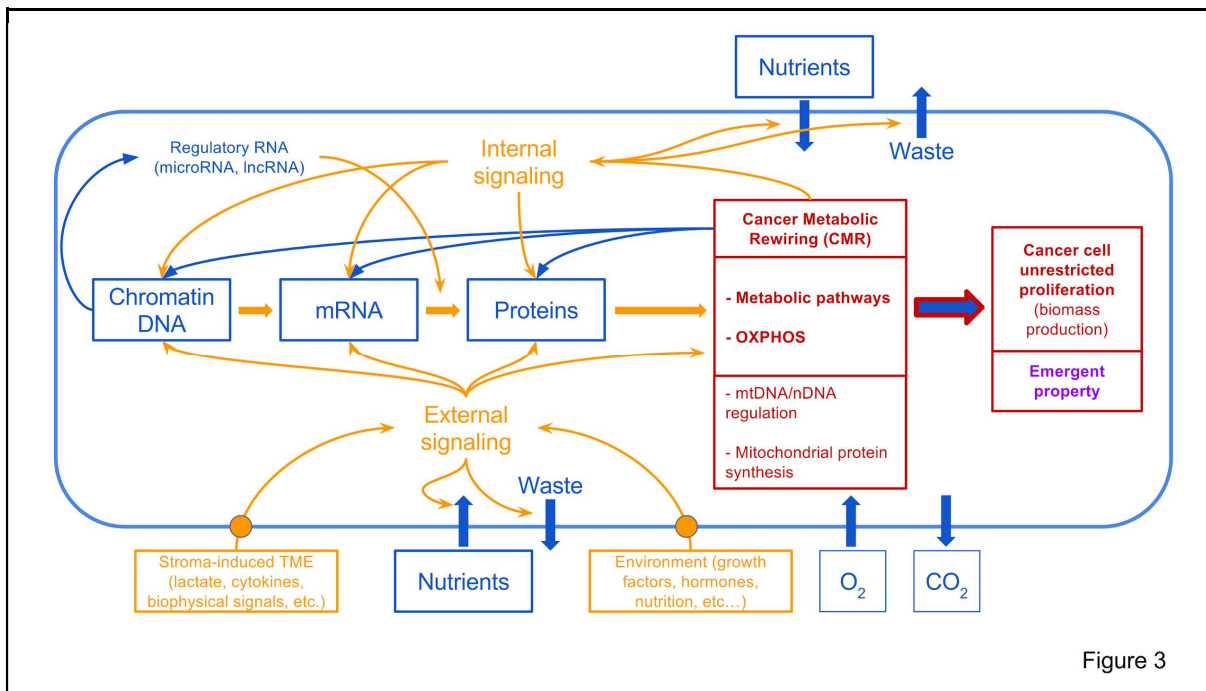 Nutrients
Waste
Regulatory RNA
(microRNA, lncRNA)
Internal
signaling
Cancer Metabolic
Rewiring (CMR)
Cancer cell
unrestricted
proliferation
(biomass
production)
Chromatin
DNA
mRNA
Proteins
- Metabolic pathways
- OXPHOS
Emergent
property
- mtDNA/nDNA
regulation
- Mitochondrial protein
synthesis
External
signaling
Waste
Stroma-induced TME
(lactate, cytokines,
biophysical signals, etc.)
Nutrients
Environment (growth
factors, hormones,
nutrition, etc...)
O2
CO2
Figure 3